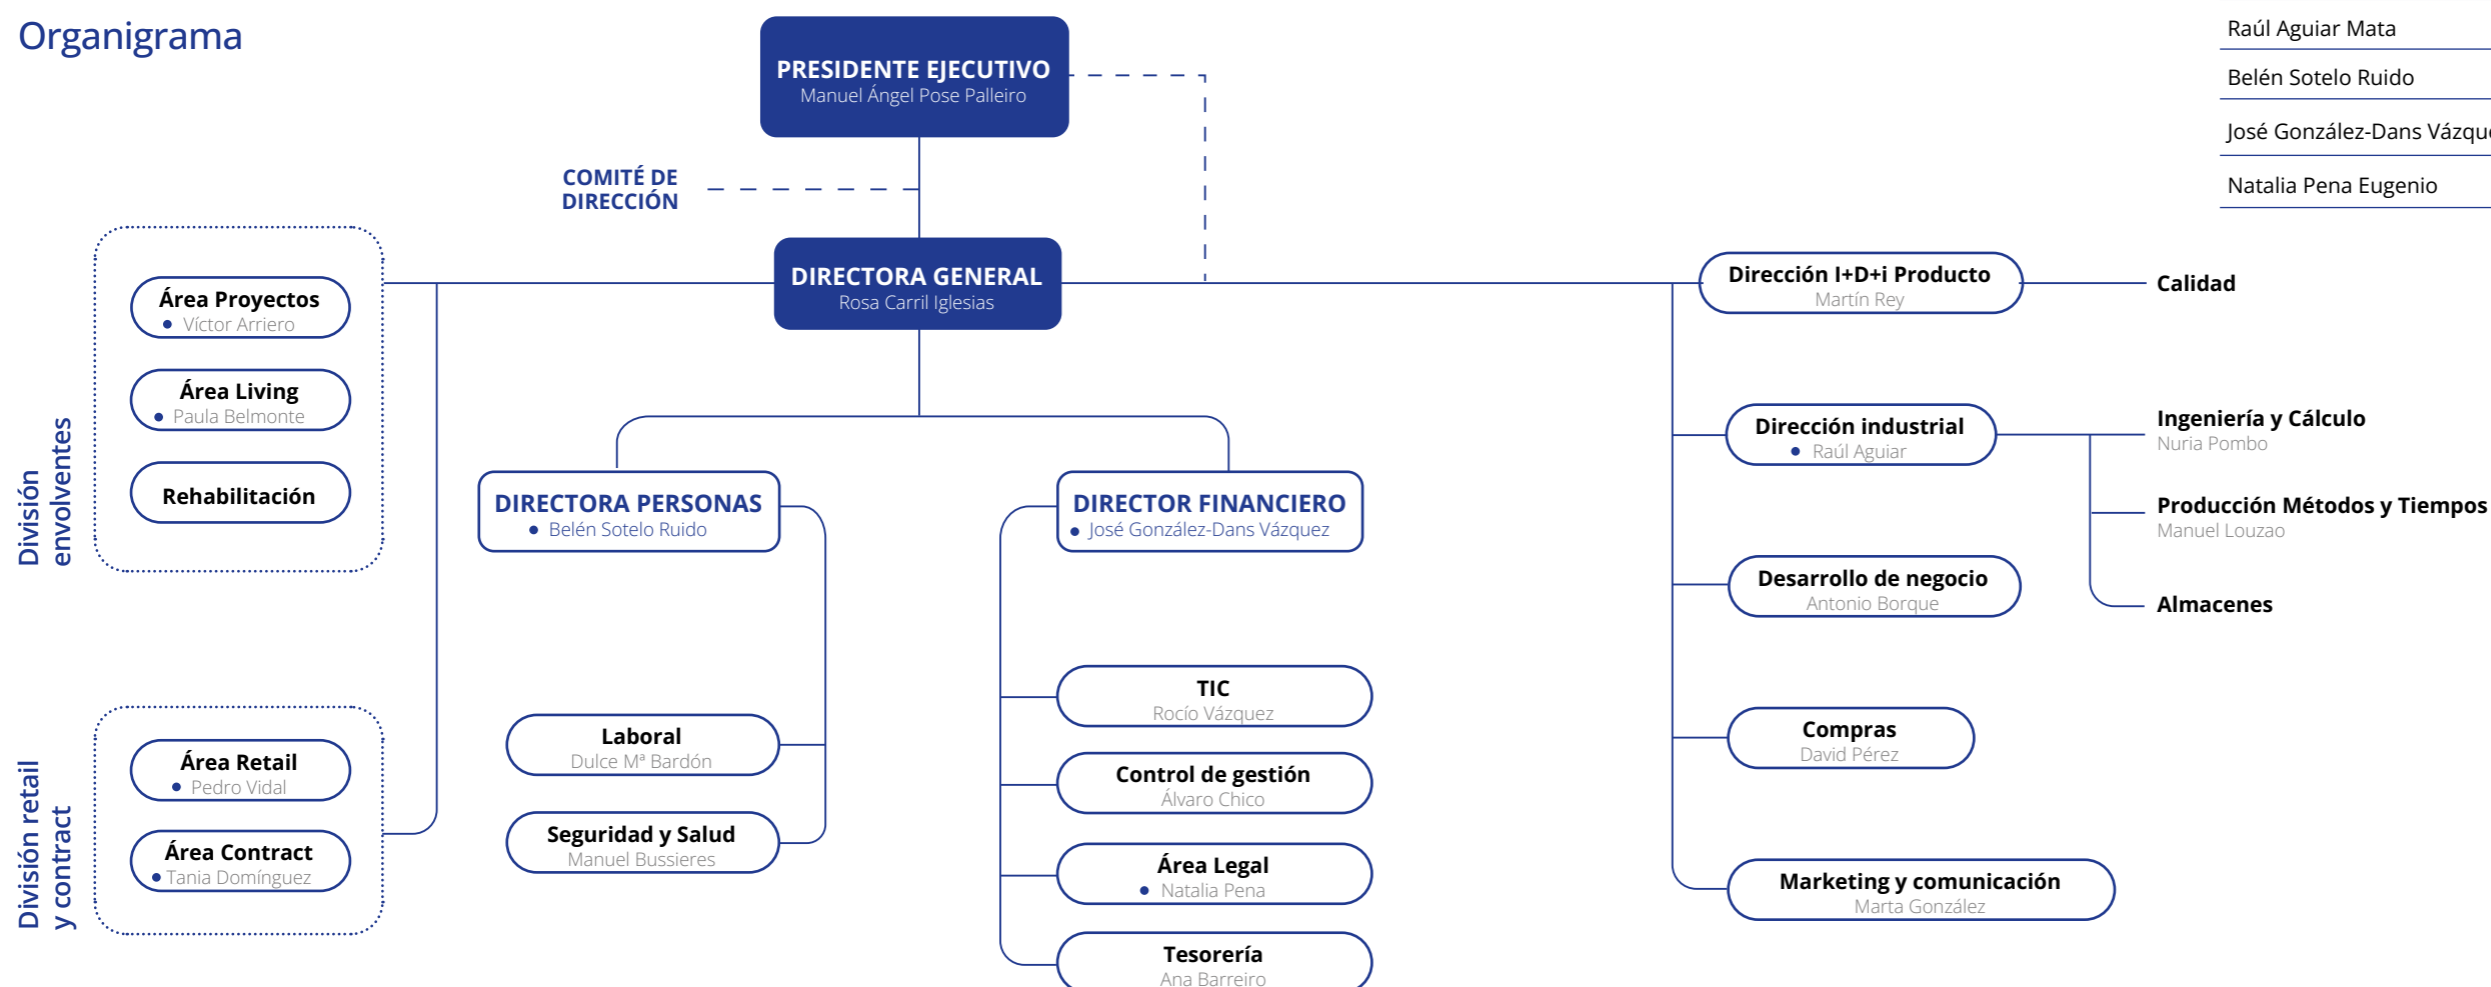 Organigrama
PRESIDENTE EJECUTIVO
Manuel Ángel Pose Palleiro
Raúl Aguiar Mata
Belén Sotelo Ruido
José González-Dans
Natalia Pena Eugenio
COMITÉ DE
DIRECCIÓN
DIRECTORA GENERAL
Rosa Carril Iglesias
División
envolventes
Área Proyectos
Víctor Arriero
Área Living
Paula Belmonte
Rehabilitación
División retail
y contract
Área Retail
Pedro Vidal
Área Contract
Tania Domínguez
DIRECTORA PERSONAS
Belén Sotelo Ruido
Laboral
Dulce Mª Bardón
Seguridad y Salud
Manuel Bussieres
DIRECTOR FINANCIERO
José González-Dans Vázquez
TIC
Rocío Vázquez
Control de gestión
Álvaro Chico
Área Legal
Natalia Pena
Tesorería
Ana Barreiro
Dirección I+D+i Producto
Martín Rey
Calidad
Dirección industrial
Raúl Aguiar
Ingeniería y Cálculo
Nuria Pombo
Producción Métodos y Tiempos
Manuel Louzao
Almacenes
Desarrollo de negocio
Antonio Borque
Compras
David Pérez
Marketing y comunicación
Marta González